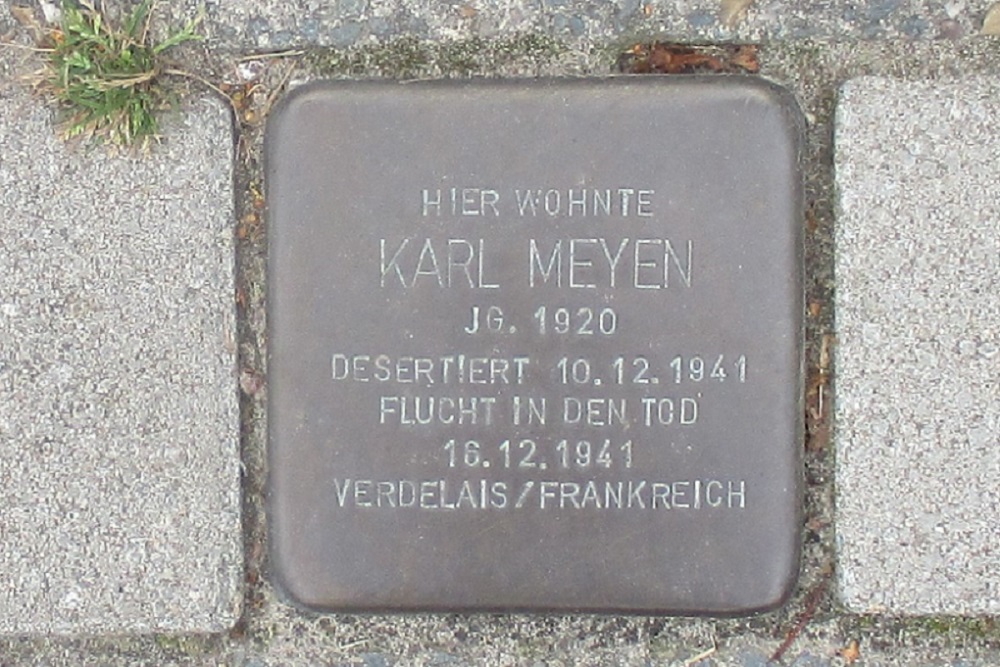 HIER WOHNTE
KARL MEYEN
JG. 1920
DESERTIERT 10.12.1941
FLUCHT IN DEN TOD
16.12.1941
VERDELAIS/FRANKREICH